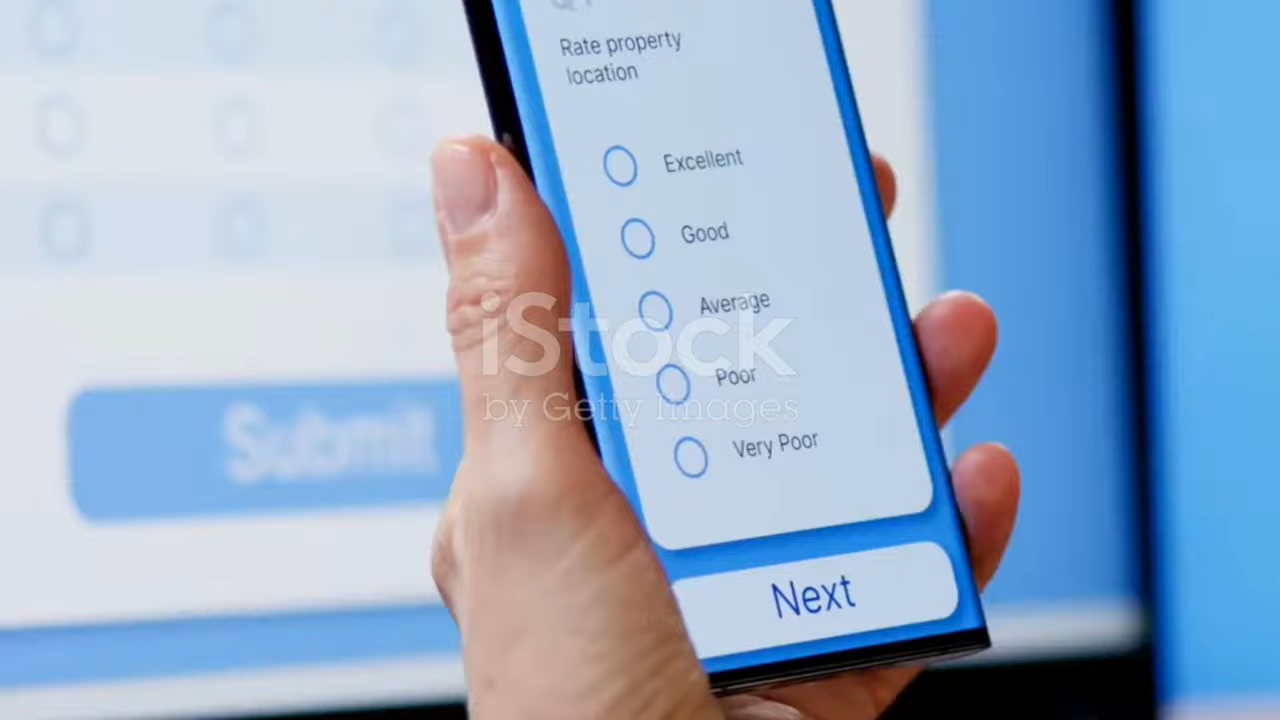 Rate property
location
Excellent
Good
Average
Poor
Very Poor
Next
Submit
iStock
by Getty Images